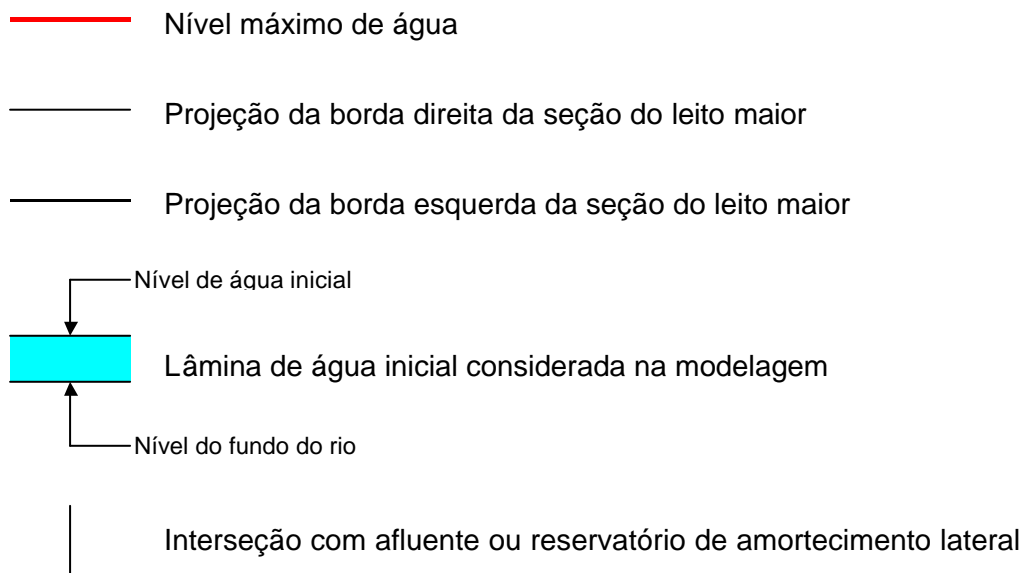 Nível máximo de água
Projeção da borda direita da seção do leito maior
Projeção da borda esquerda da seção do leito maior
Nível de água inicial
Lâmina de água inicial considerada na modelagem
Nível do fundo do rio
Interseção com afluente ou reservatório de amortecimento lateral